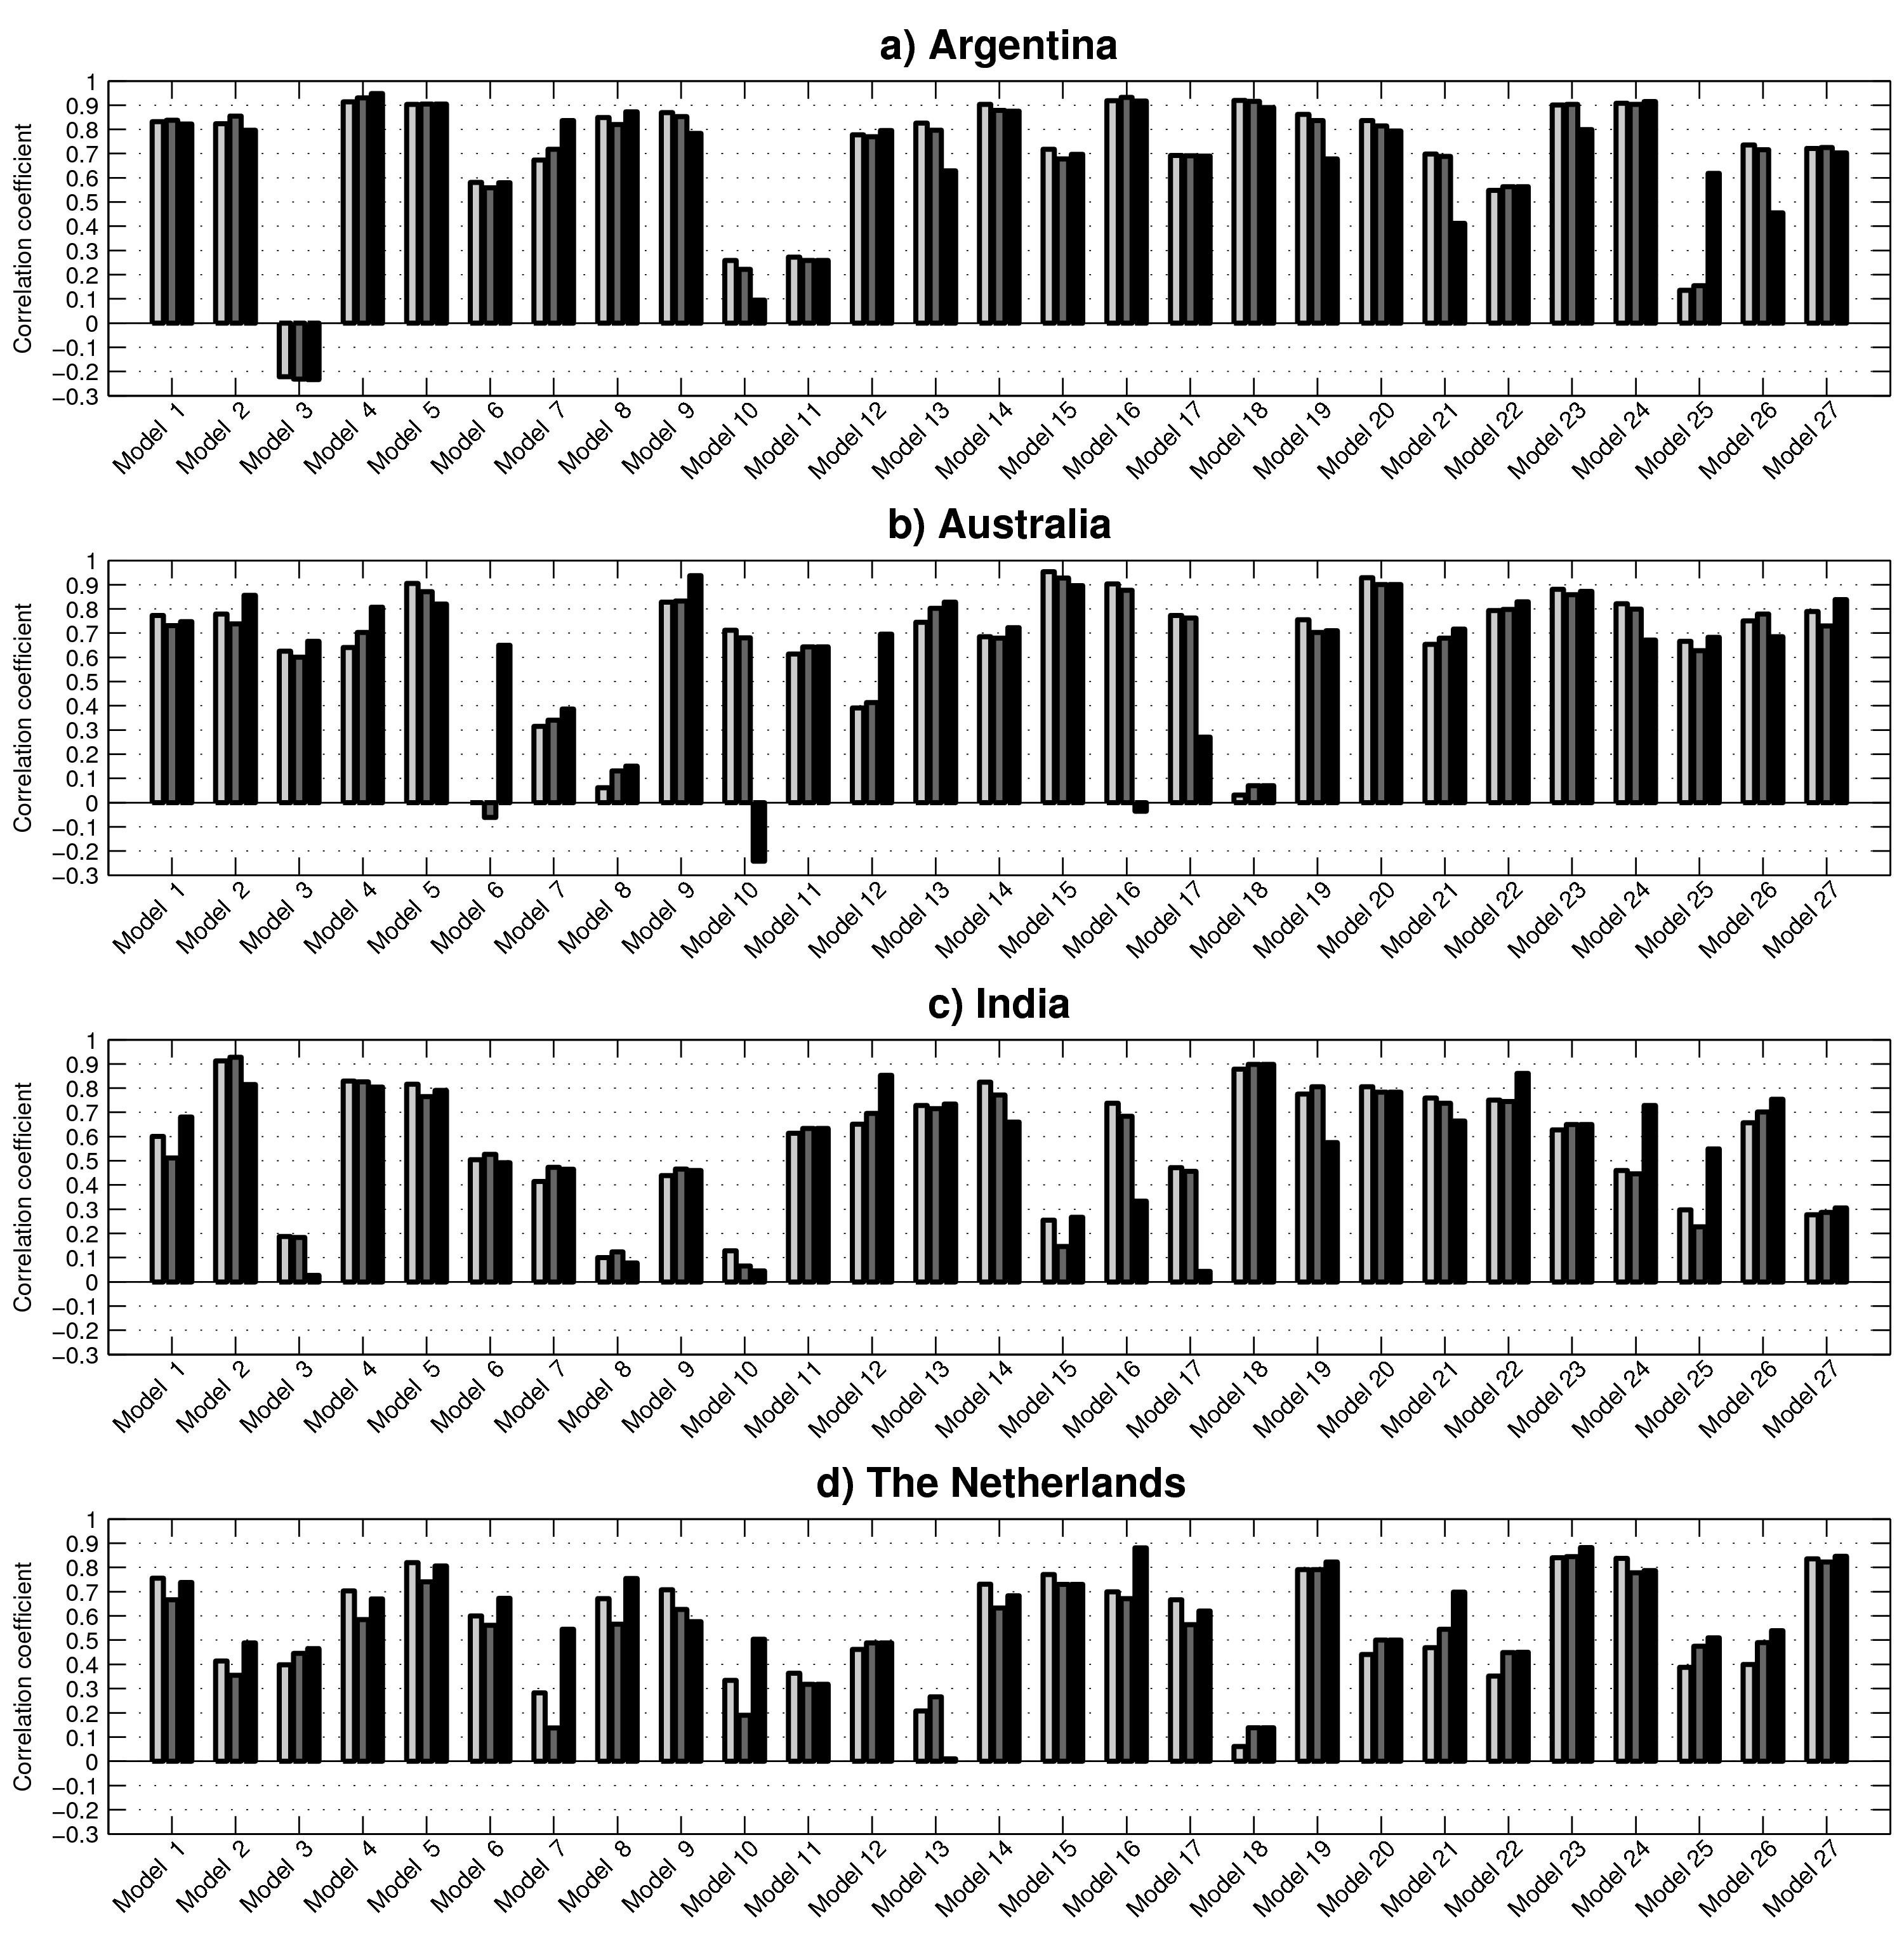 a) Argentina
Correlation coefficient
1
0.9
0.8
0.7
0.6
0.5
0.4
0.3
0.2
0.1
0
−0.1
−0.2
−0.3
Model 1
Model 2
Model 3
Model 4
Model 5
Model 6
Model 7
Model 8
Model 9
Model 10
Model 11
Model 12
Model 13
Model 14
Model 15
Model 16
Model 17
Model 18
Model 19
Model 20
Model 21
Model 22
Model 23
Model 24
Model 25
Model 26
Model 27
b) Australia
Correlation coefficient
1
0.9
0.8
0.7
0.6
0.5
0.4
0.3
0.2
0.1
0
−0.1
−0.2
−0.3
Model 1
Model 2
Model 3
Model 4
Model 5
Model 6
Model 7
Model 8
Model 9
Model 10
Model 11
Model 12
Model 13
Model 14
Model 15
Model 16
Model 17
Model 18
Model 19
Model 20
Model 21
Model 22
Model 23
Model 24
Model 25
Model 26
Model 27
c) India
Correlation coefficient
1
0.9
0.8
0.7
0.6
0.5
0.4
0.3
0.2
0.1
0
−0.1
−0.2
−0.3
Model 1
Model 2
Model 3
Model 4
Model 5
Model 6
Model 7
Model 8
Model 9
Model 10
Model 11
Model 12
Model 13
Model 14
Model 15
Model 16
Model 17
Model 18
Model 19
Model 20
Model 21
Model 22
Model 23
Model 24
Model 25
Model 26
Model 27
d) The Netherlands
Correlation coefficient
1
0.9
0.8
0.7
0.6
0.5
0.4
0.3
0.2
0.1
0
−0.1
−0.2
−0.3
Model 1
Model 2
Model 3
Model 4
Model 5
Model 6
Model 7
Model 8
Model 9
Model 10
Model 11
Model 12
Model 13
Model 14
Model 15
Model 16
Model 17
Model 18
Model 19
Model 20
Model 21
Model 22
Model 23
Model 24
Model 25
Model 26
Model 27